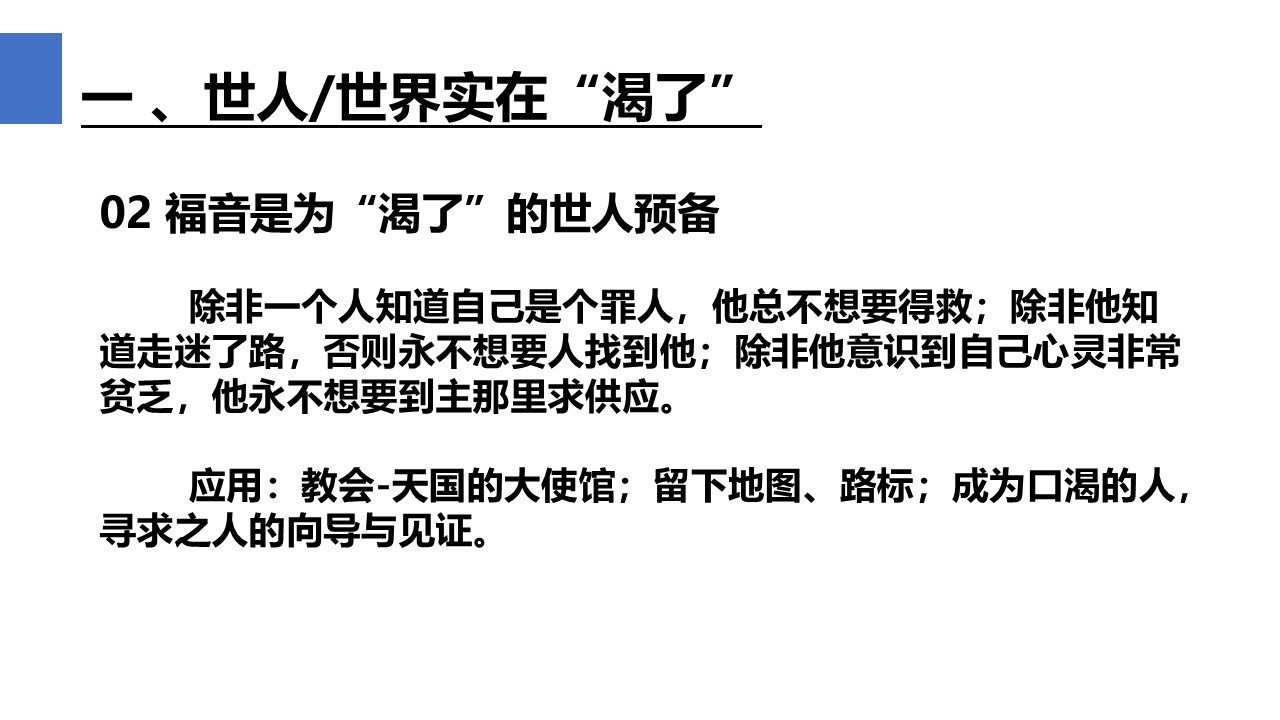 一 、世人/世界实在“渴了”
02 福音是为“渴了”的世人预备
除非一个人知道自己是个罪人，他总不想要得救；除非他知
道走迷了路，否则永不想要人找到他；除非他意识到自己心灵非常
贫乏，他永不想要到主那里求供应。
应用：教会-天国的大使馆；留下地图、路标；成为口渴的人，
寻求之人的向导与见证。